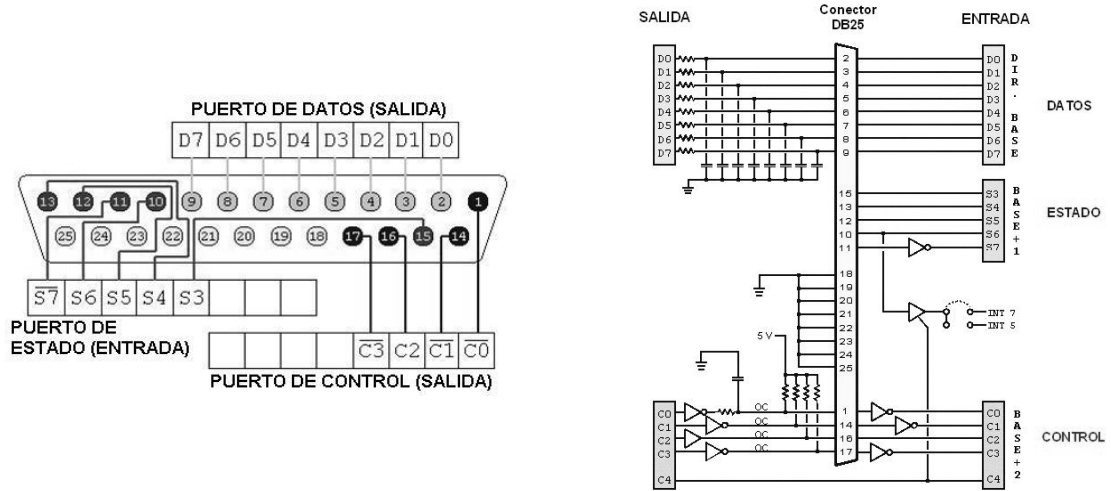 PUERTO DE DATOS (SALIDA)
D7 D6 D5 D4 D3 D2 D1 D0
13 12 11 10 9 8 7 6 5 4 3 2 1
25 24 23 22 21 20 19 18 17 16 15 14
S7 S6 S5 S4 S3
PUERTO DE
ESTADO (ENTRADA)
C3 C2 C1 C0
PUERTO DE CONTROL (SALIDA)
SALIDA
Conector
DB25
ENTRADA
D0 2 D0
D1 3 D1
D2 4 D2
D3 5 D3
D4 6 D4
D5 7 D5
D6 8 D6
D7 9 D7
DIR. BASE
DATOS
15 S3
13 S4
12 S5
10 S6
11 S7
BASE+1
ESTADO
18
19
20
21
22
23
24
25
INT 7
INT 5
5 V
C0 OC 1 C0
C1 OC 14 C1
C2 OC 16 C2
C3 OC 17 C3
C4 C4
BASE+2
CONTROL